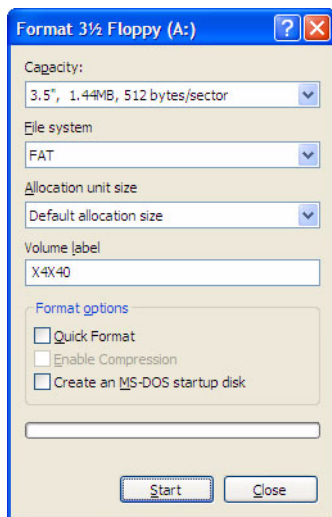 Format 3½ Floppy (A:)
Capacity:
3.5", 1.44MB, 512 bytes/sector
File system
FAT
Allocation unit size
Default allocation size
Volume label
X4X40
Format options
Quick Format
Enable Compression
Create an MS-DOS startup disk
Start Close